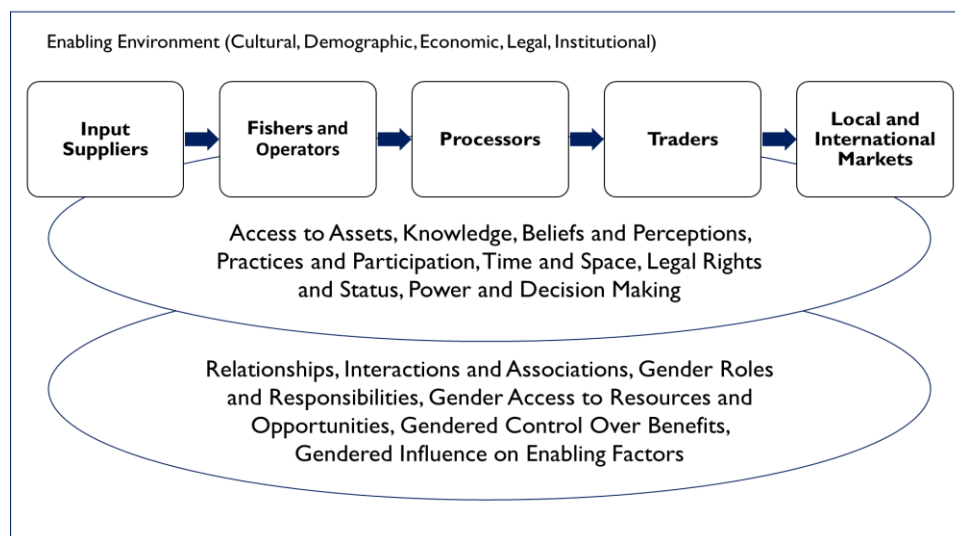 Enabling Environment (Cultural, Demographic, Economic, Legal, Institutional)
Input
Suppliers
Fishers and
Operators
Processors
Traders
Local and
International
Markets
Access to Assets, Knowledge, Beliefs and Perceptions,
Practices and Participation, Time and Space, Legal Rights
and Status, Power and Decision Making
Relationships, Interactions and Associations, Gender Roles
and Responsibilities, Gender Access to Resources and
Opportunities, Gendered Control Over Benefits,
Gendered Influence on Enabling Factors